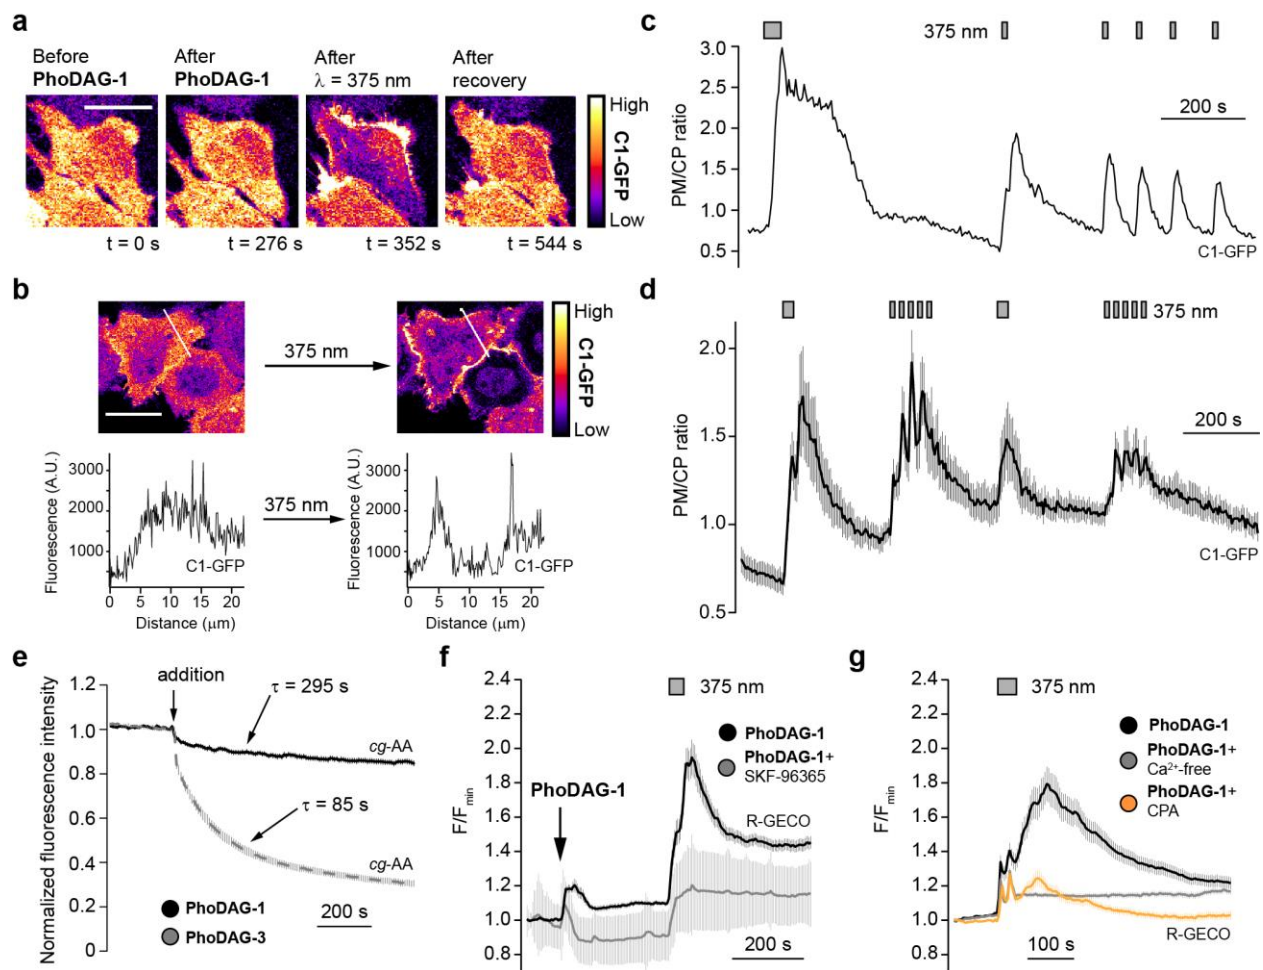 a
Before
PhoDAG-1
After
PhoDAG-1
After
λ = 375 nm
After
recovery
High
C1-GFP
Low
t = 0 s
t = 276 s
t = 352 s
t = 544 s
b
375 nm
High
C1-GFP
Low
Fluorescence (A.U.)
3000
2000
1000
C1-GFP
0
5
10
15
20
Distance (μm)
375 nm
Fluorescence (A.U.)
3000
2000
1000
C1-GFP
0
5
10
15
20
Distance (μm)
c
375 nm
PM/CP ratio
3.0
2.5
2.0
1.5
1.0
0.5
200 s
C1-GFP
d
375 nm
PM/CP ratio
2.0
1.5
1.0
0.5
200 s
C1-GFP
e
Normalized fluorescence intensity
1.2
1.0
0.8
0.6
0.4
0.2
0
addition
τ = 295 s
cg-AA
τ = 85 s
cg-AA
PhoDAG-1
PhoDAG-3
200 s
f
F/Fmin
2.4
2.2
2.0
1.8
1.6
1.4
1.2
1.0
0.8
375 nm
PhoDAG-1
PhoDAG-1+
SKF-96365
PhoDAG-1
R-GECO
200 s
g
F/Fmin
2.4
2.2
2.0
1.8
1.6
1.4
1.2
1.0
0.8
375 nm
PhoDAG-1
PhoDAG-1+
Ca²⁺-free
PhoDAG-1+
CPA
100 s
R-GECO